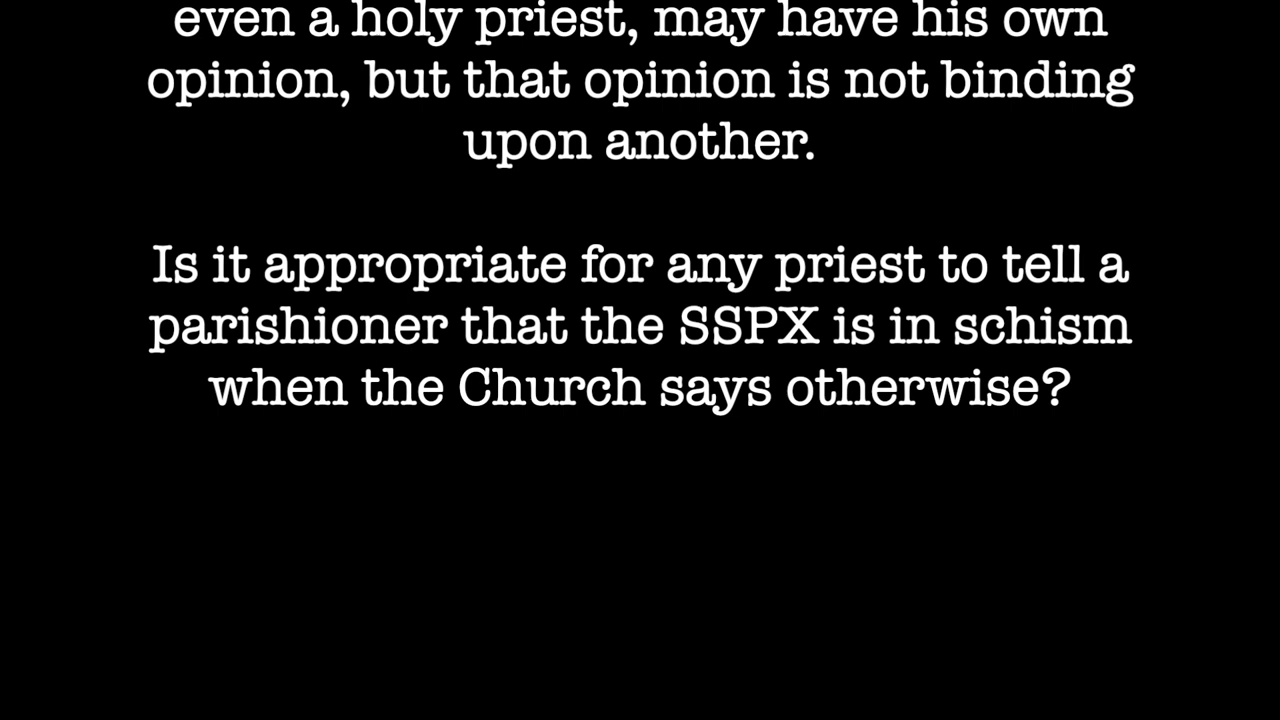 even a holy priest, may have his own
opinion, but that opinion is not binding
upon another.
Is it appropriate for any priest to tell a
parishioner that the SSPX is in schism
when the Church says otherwise?